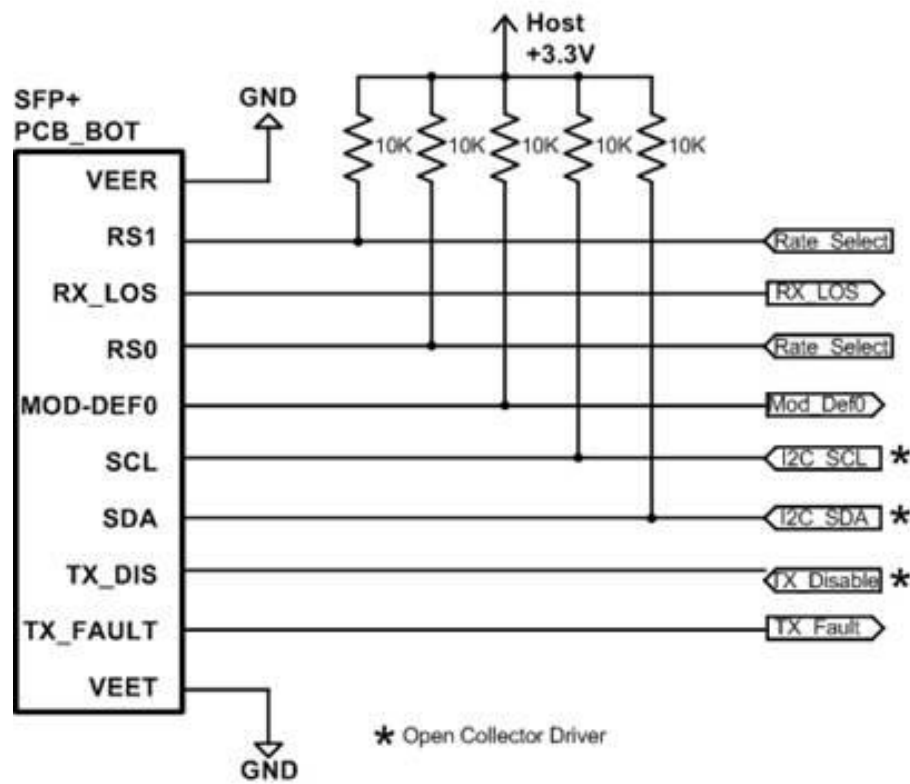 Host
+3.3V
SFP+
PCB_BOT
GND
10K
10K
10K
10K
10K
VEER
RS1
Rate_Select
RX_LOS
RX_LOS
RS0
Rate_Select
MOD-DEF0
Mod_Def0
SCL
I2C_SCL *
SDA
I2C_SDA *
TX_DIS
TX_Disable *
TX_FAULT
TX_Fault
VEET
* Open Collector Driver
GND